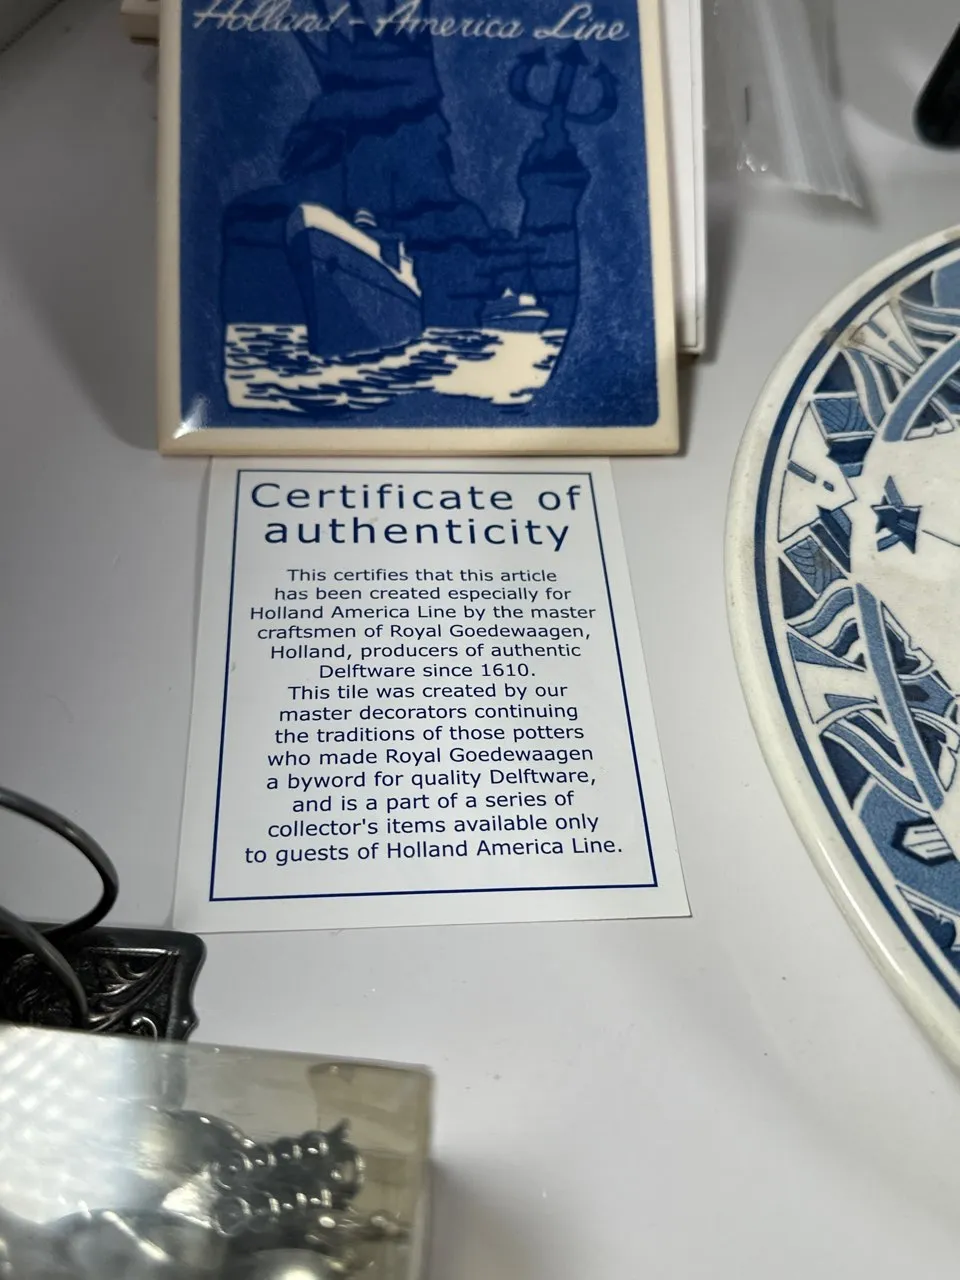 Holland-America Line
Certificate of
authenticity
This certifies that this article
has been created especially for
Holland America Line by the master
craftsmen of Royal Goedewaagen,
Holland, producers of authentic
Delftware since 1610.
This tile was created by our
master decorators continuing
the traditions of those potters
who made Royal Goedewaagen
a byword for quality Delftware,
and is a part of a series of
collector's items available only
to guests of Holland America Line.